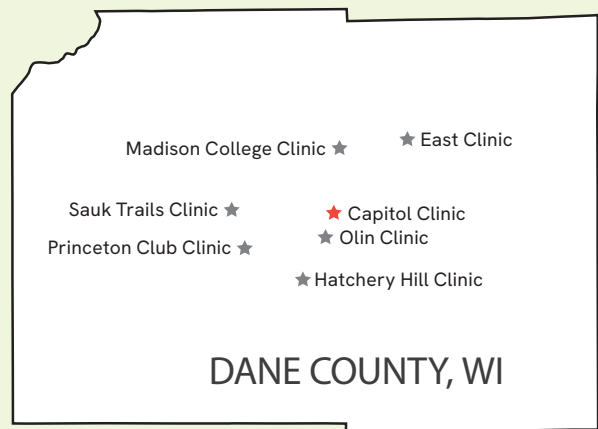 East Clinic
Madison College Clinic
Sauk Trails Clinic
Capitol Clinic
Olin Clinic
Princeton Club Clinic
Hatchery Hill Clinic
DANE COUNTY, WI